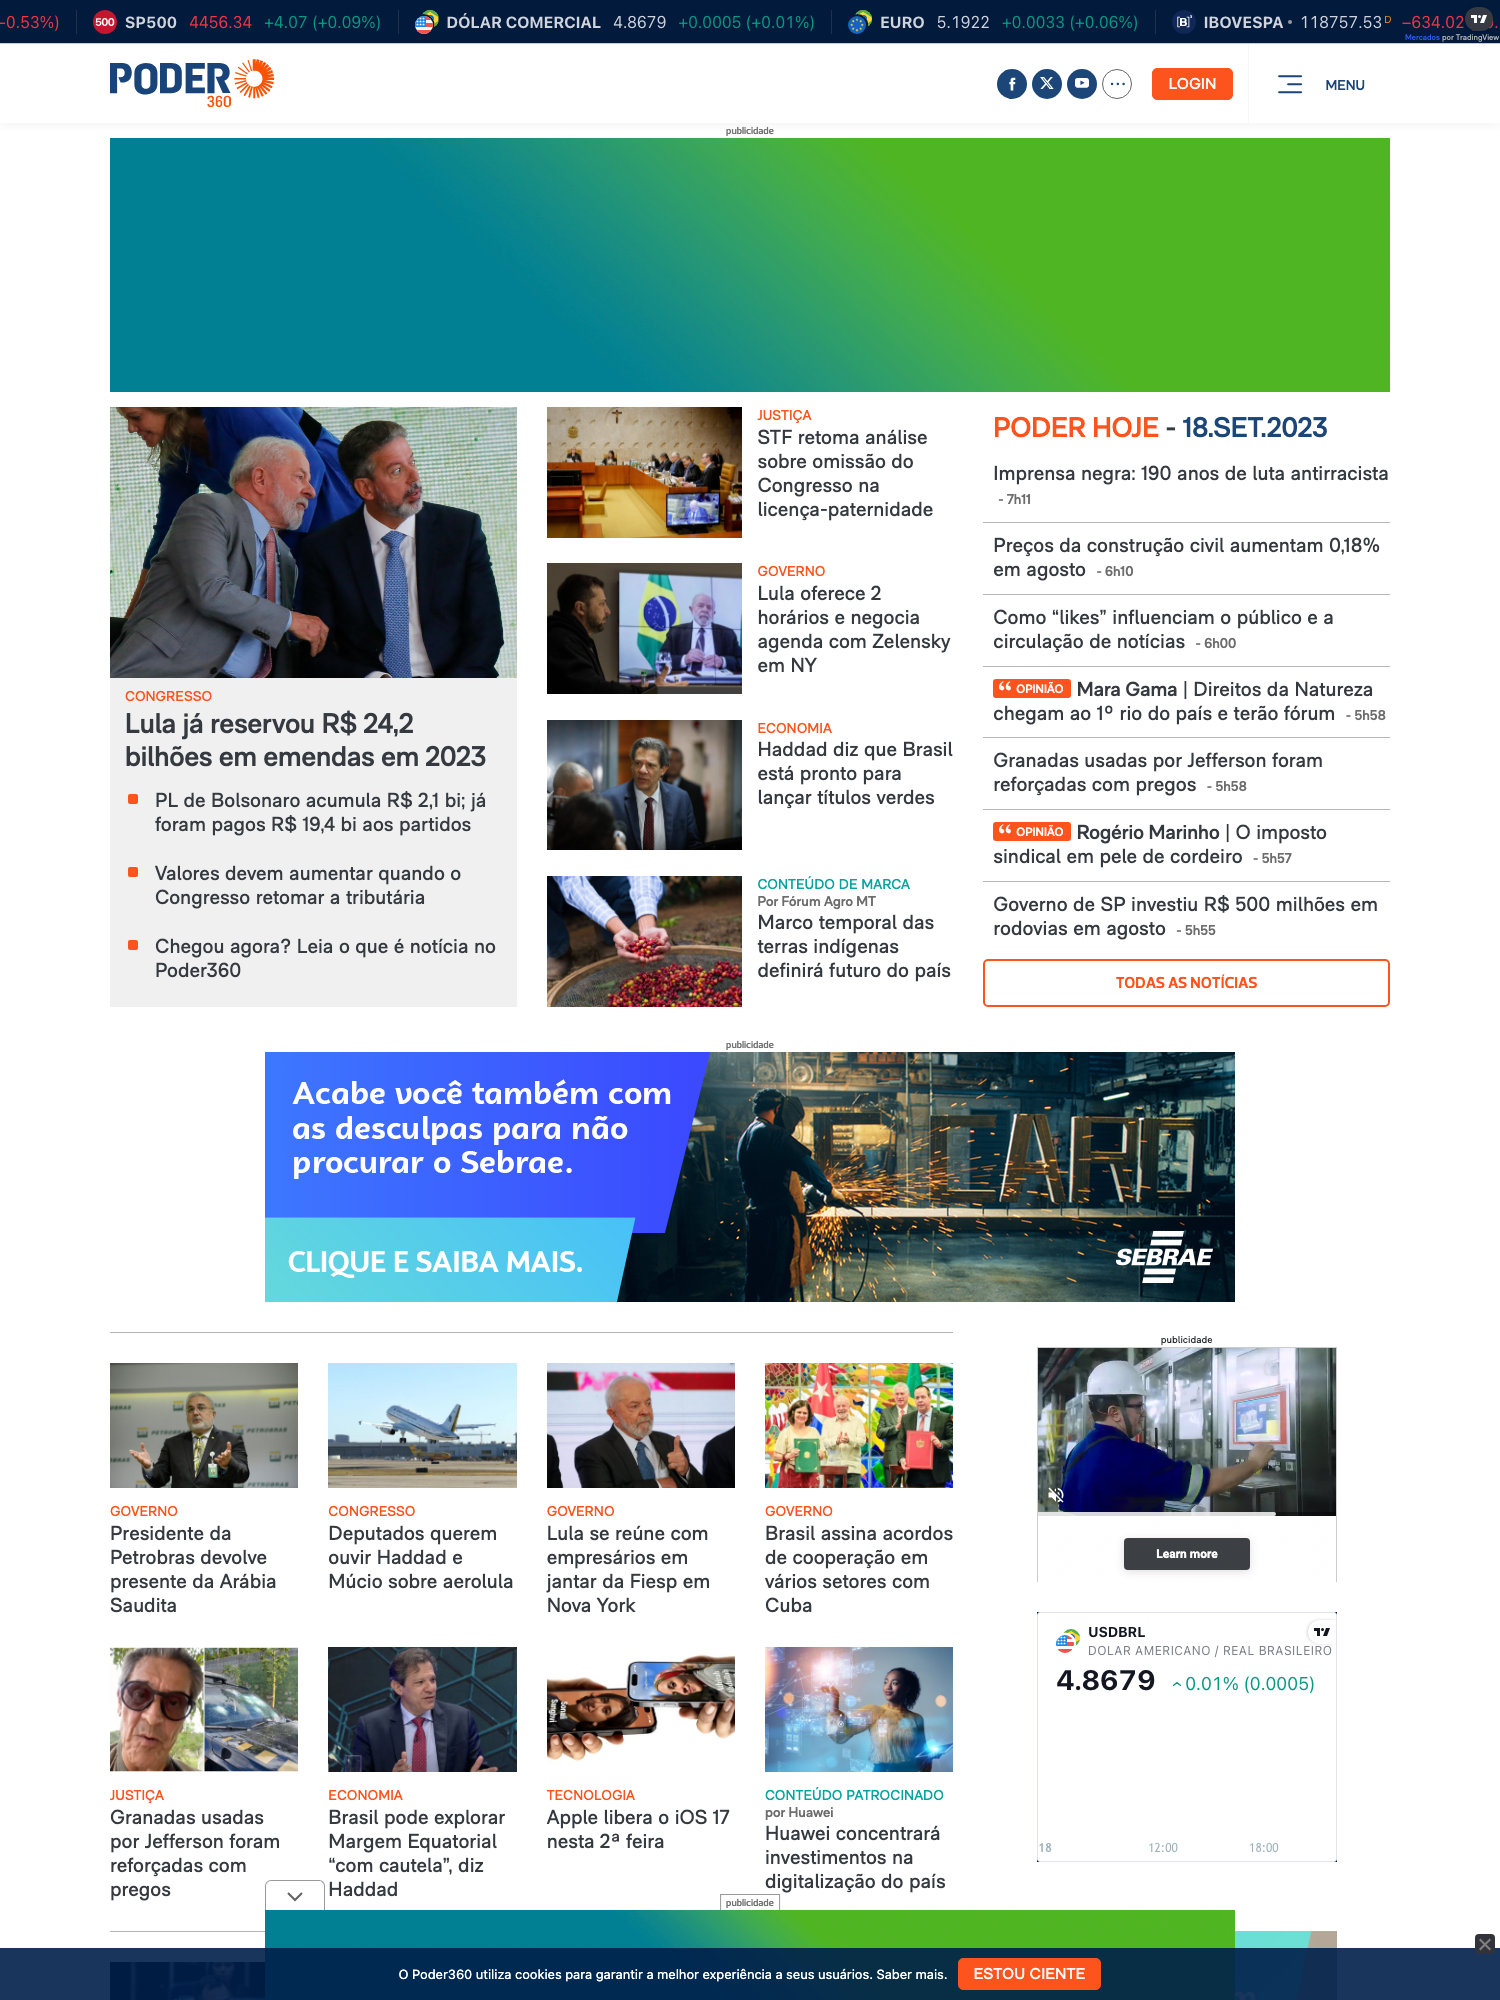 −0.53%)
500 SP500 4456.34 +4.07 (+0.09%)
DÓLAR COMERCIAL 4.8679 +0.0005 (+0.01%)
EURO 5.1922 +0.0033 (+0.06%)
IBOVESPA 118757.53 D −634.02
Mercados por TradingView
PODER
360
LOGIN
MENU
publicidade
CONGRESSO
Lula já reservou R$ 24,2
bilhões em emendas em 2023
PL de Bolsonaro acumula R$ 2,1 bi; já
foram pagos R$ 19,4 bi aos partidos
Valores devem aumentar quando o
Congresso retomar a tributária
Chegou agora? Leia o que é notícia no
Poder360
JUSTIÇA
STF retoma análise
sobre omissão do
Congresso na
licença-paternidade
GOVERNO
Lula oferece 2
horários e negocia
agenda com Zelensky
em NY
ECONOMIA
Haddad diz que Brasil
está pronto para
lançar títulos verdes
CONTEÚDO DE MARCA
Por Fórum Agro MT
Marco temporal das
terras indígenas
definirá futuro do país
PODER HOJE - 18.SET.2023
Imprensa negra: 190 anos de luta antirracista
- 7h11
Preços da construção civil aumentam 0,18%
em agosto - 6h10
Como “likes” influenciam o público e a
circulação de notícias - 6h00
“ OPINIÃO Mara Gama | Direitos da Natureza
chegam ao 1º rio do país e terão fórum - 5h58
Granadas usadas por Jefferson foram
reforçadas com pregos - 5h58
“ OPINIÃO Rogério Marinho | O imposto
sindical em pele de cordeiro - 5h57
Governo de SP investiu R$ 500 milhões em
rodovias em agosto - 5h55
TODAS AS NOTÍCIAS
publicidade
Acabe você também com
as desculpas para não
procurar o Sebrae.
CLIQUE E SAIBA MAIS.
SEBRAE
publicidade
Learn more
GOVERNO
Presidente da
Petrobras devolve
presente da Arábia
Saudita
CONGRESSO
Deputados querem
ouvir Haddad e
Múcio sobre aerolula
GOVERNO
Lula se reúne com
empresários em
jantar da Fiesp em
Nova York
GOVERNO
Brasil assina acordos
de cooperação em
vários setores com
Cuba
USDBRL
DOLAR AMERICANO / REAL BRASILEIRO
4.8679 0.01% (0.0005)
18 12:00 18:00
JUSTIÇA
Granadas usadas
por Jefferson foram
reforçadas com
pregos
ECONOMIA
Brasil pode explorar
Margem Equatorial
“com cautela”, diz
Haddad
TECNOLOGIA
Apple libera o iOS 17
nesta 2ª feira
CONTEÚDO PATROCINADO
por Huawei
Huawei concentrará
investimentos na
digitalização do país
publicidade
O Poder360 utiliza cookies para garantir a melhor experiência a seus usuários. Saber mais.
ESTOU CIENTE